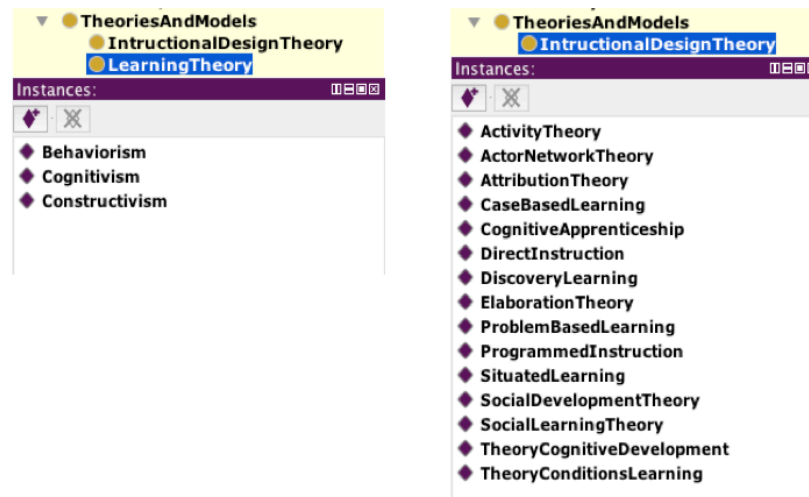 TheoriesAndModels
IntructionalDesignTheory
LearningTheory
Instances:
Behaviorism
Cognitivism
Constructivism
TheoriesAndModels
IntructionalDesignTheory
Instances:
ActivityTheory
ActorNetworkTheory
AttributionTheory
CaseBasedLearning
CognitiveApprenticeship
DirectInstruction
DiscoveryLearning
ElaborationTheory
ProblemBasedLearning
ProgrammedInstruction
SituatedLearning
SocialDevelopmentTheory
SocialLearningTheory
TheoryCognitiveDevelopment
TheoryConditionsLearning